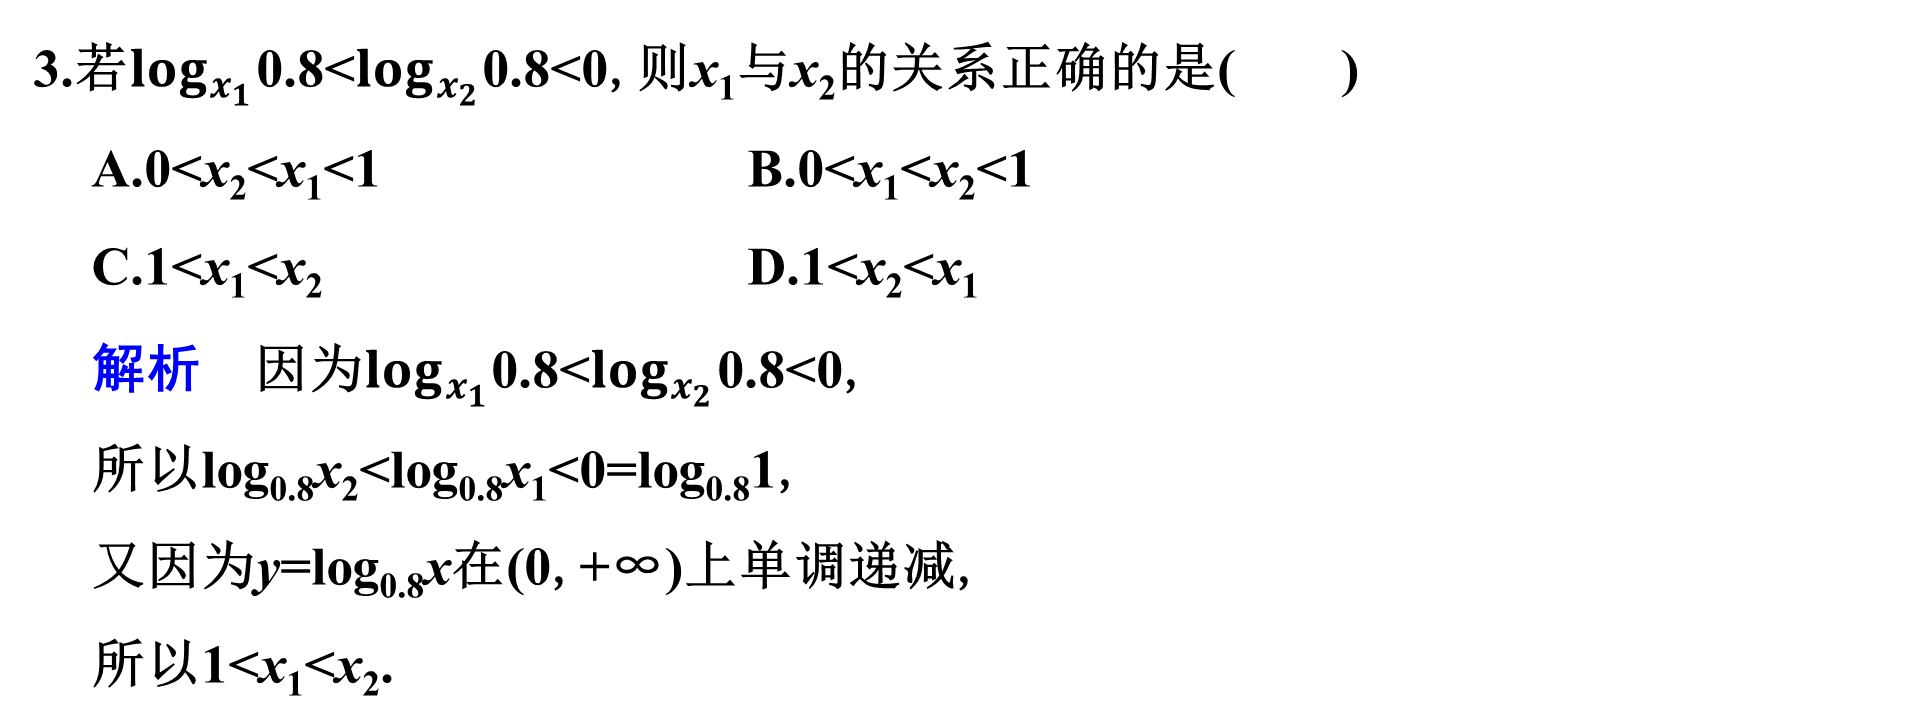 3.若log_{x_1} 0.8<log_{x_2} 0.8<0, 则x_1与x_2的关系正确的是(　　)
A.0<x_2<x_1<1　　B.0<x_1<x_2<1
C.1<x_1<x_2　　D.1<x_2<x_1
解析　因为log_{x_1} 0.8<log_{x_2} 0.8<0,
所以log_{0.8}x_2<log_{0.8}x_1<0=log_{0.8}1,
又因为y=log_{0.8}x在(0, +∞)上单调递减,
所以1<x_1<x_2.